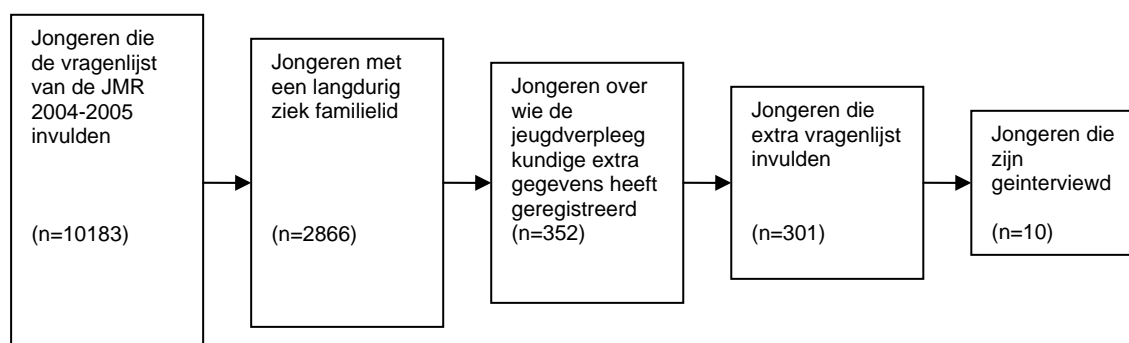 Jongeren die
de vragenlijst
van de JMR
2004-2005
invulden
(n=10183)
Jongeren met
een langdurig
ziek familielid
(n=2866)
Jongeren over
wie de
jeugdverpleeg
kundige extra
gegevens heeft
geregistreerd
(n=352)
Jongeren die
extra vragenlijst
invulden
(n=301)
Jongeren die
zijn
geinterviewd
(n=10)